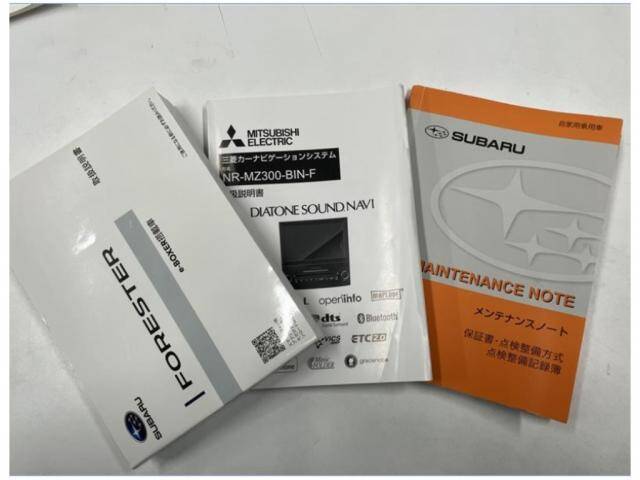 取扱説明書
e-BOXER搭載車
FORESTER
SUBARU
MITSUBISHI
ELECTRIC
三菱カーナビゲーションシステム
NR-MZ300-BIN-F
扱説明書
DIATONE SOUND.NAVI
L openinfo
dts Bluetooth
VICS ETC2.0
gracenote
自家用乗用車
SUBARU
MAINTENANCE NOTE
メンテナンスノート
保証書・点検整備方式
点検整備記録簿